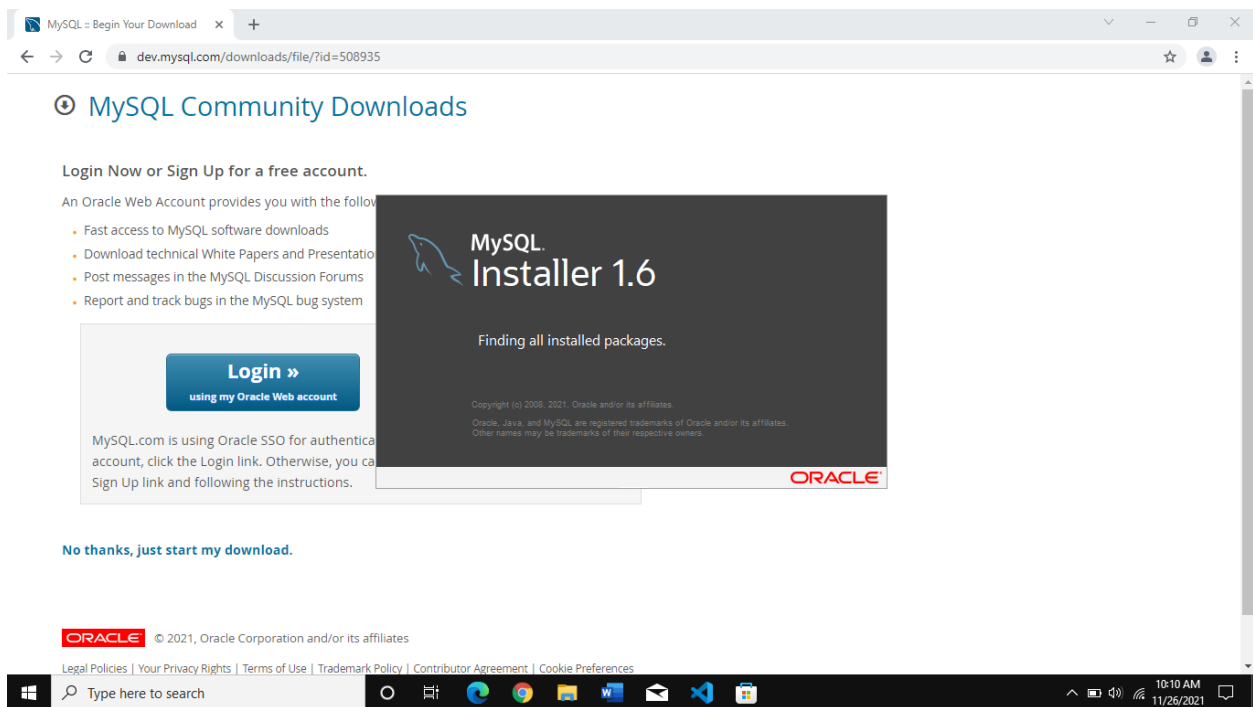 MySQL :: Begin Your Download
dev.mysql.com/downloads/file/?id=508935
MySQL Community Downloads
Login Now or Sign Up for a free account.
An Oracle Web Account provides you with the follow
Fast access to MySQL software downloads
Download technical White Papers and Presentatio
Post messages in the MySQL Discussion Forums
Report and track bugs in the MySQL bug system
Login »
using my Oracle Web account
MySQL.com is using Oracle SSO for authentica
account, click the Login link. Otherwise, you ca
Sign Up link and following the instructions.
MySQL.
Installer 1.6
Finding all installed packages.
Copyright (c) 2008, 2021, Oracle and/or its affiliates.
Oracle, Java, and MySQL are registered trademarks of Oracle and/or its affiliates.
Other names may be trademarks of their respective owners.
ORACLE
No thanks, just start my download.
ORACLE © 2021, Oracle Corporation and/or its affiliates
Legal Policies | Your Privacy Rights | Terms of Use | Trademark Policy | Contributor Agreement | Cookie Preferences
Type here to search
10:10 AM
11/26/2021